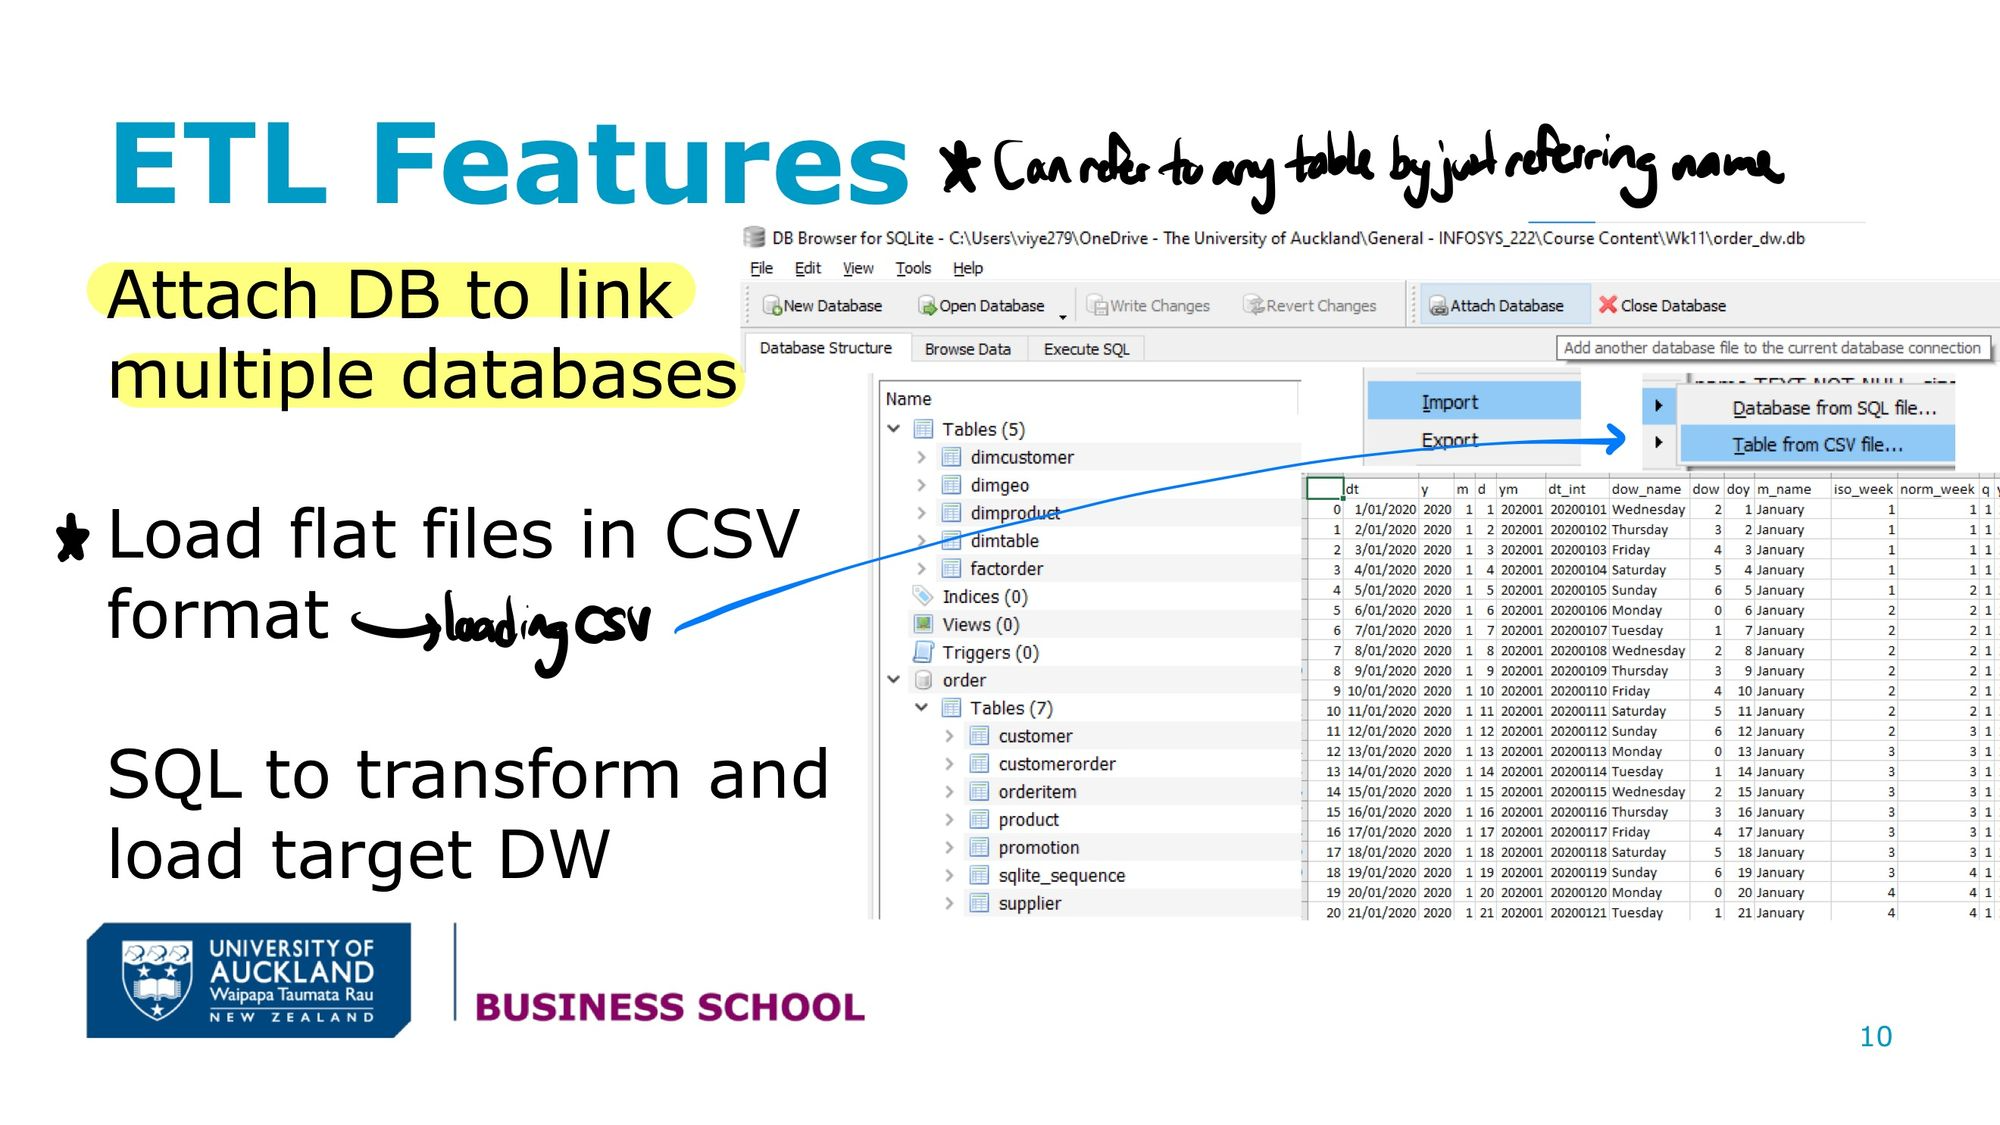 ETL Features
★ Can refer to any table by just referring name
Attach DB to link
multiple databases
★ Load flat files in CSV
format → loading CSV
SQL to transform and
load target DW
DB Browser for SQLite - C:\Users\viye279\OneDrive - The University of Auckland\General - INFOSYS_222\Course Content\Wk11\order_dw.db
File Edit View Tools Help
New Database Open Database Write Changes Revert Changes Attach Database Close Database
Database Structure Browse Data Execute SQL
Add another database file to the current database connection
Name
Tables (5)
dimcustomer
dimgeo
dimproduct
dimtable
factorder
Indices (0)
Views (0)
Triggers (0)
order
Tables (7)
customer
customerorder
orderitem
product
promotion
sqlite_sequence
supplier
Import
Export
Database from SQL file...
Table from CSV file...
dt y m d ym dt_int dow_name dow doy m_name iso_week norm_week q
0 1/01/2020 2020 1 1 202001 20200101 Wednesday 2 1 January 1 1 1
1 2/01/2020 2020 1 2 202001 20200102 Thursday 3 2 January 1 1 1
2 3/01/2020 2020 1 3 202001 20200103 Friday 4 3 January 1 1 1
3 4/01/2020 2020 1 4 202001 20200104 Saturday 5 4 January 1 1 1
4 5/01/2020 2020 1 5 202001 20200105 Sunday 6 5 January 1 2 1
5 6/01/2020 2020 1 6 202001 20200106 Monday 0 6 January 2 2 1
6 7/01/2020 2020 1 7 202001 20200107 Tuesday 1 7 January 2 2 1
7 8/01/2020 2020 1 8 202001 20200108 Wednesday 2 8 January 2 2 1
8 9/01/2020 2020 1 9 202001 20200109 Thursday 3 9 January 2 2 1
9 10/01/2020 2020 1 10 202001 20200110 Friday 4 10 January 2 2 1
10 11/01/2020 2020 1 11 202001 20200111 Saturday 5 11 January 2 2 1
11 12/01/2020 2020 1 12 202001 20200112 Sunday 6 12 January 2 3 1
12 13/01/2020 2020 1 13 202001 20200113 Monday 0 13 January 3 3 1
13 14/01/2020 2020 1 14 202001 20200114 Tuesday 1 14 January 3 3 1
14 15/01/2020 2020 1 15 202001 20200115 Wednesday 2 15 January 3 3 1
15 16/01/2020 2020 1 16 202001 20200116 Thursday 3 16 January 3 3 1
16 17/01/2020 2020 1 17 202001 20200117 Friday 4 17 January 3 3 1
17 18/01/2020 2020 1 18 202001 20200118 Saturday 5 18 January 3 3 1
18 19/01/2020 2020 1 19 202001 20200119 Sunday 6 19 January 3 4 1
19 20/01/2020 2020 1 20 202001 20200120 Monday 0 20 January 4 4 1
20 21/01/2020 2020 1 21 202001 20200121 Tuesday 1 21 January 4 4 1
UNIVERSITY OF
AUCKLAND
Waipapa Taumata Rau
NEW ZEALAND
BUSINESS SCHOOL
10